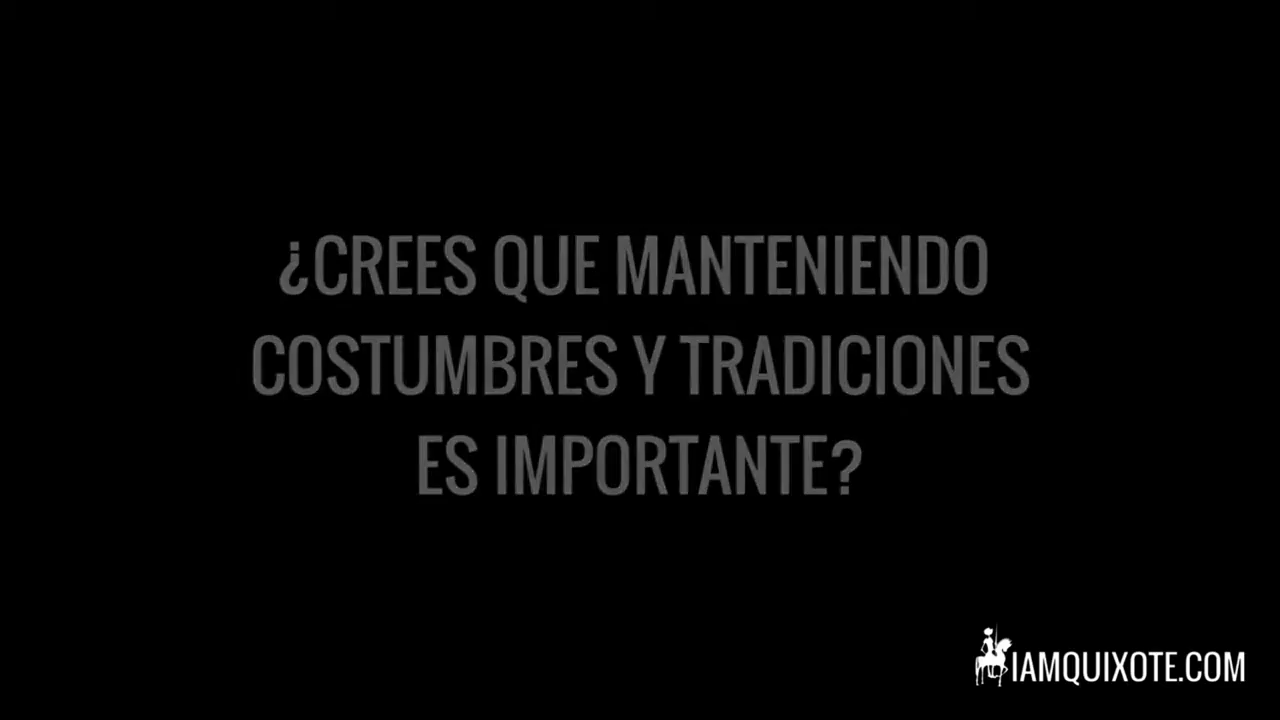 ¿CREES QUE MANTENIENDO
COSTUMBRES Y TRADICIONES
ES IMPORTANTE?
IAMQUIXOTE.COM